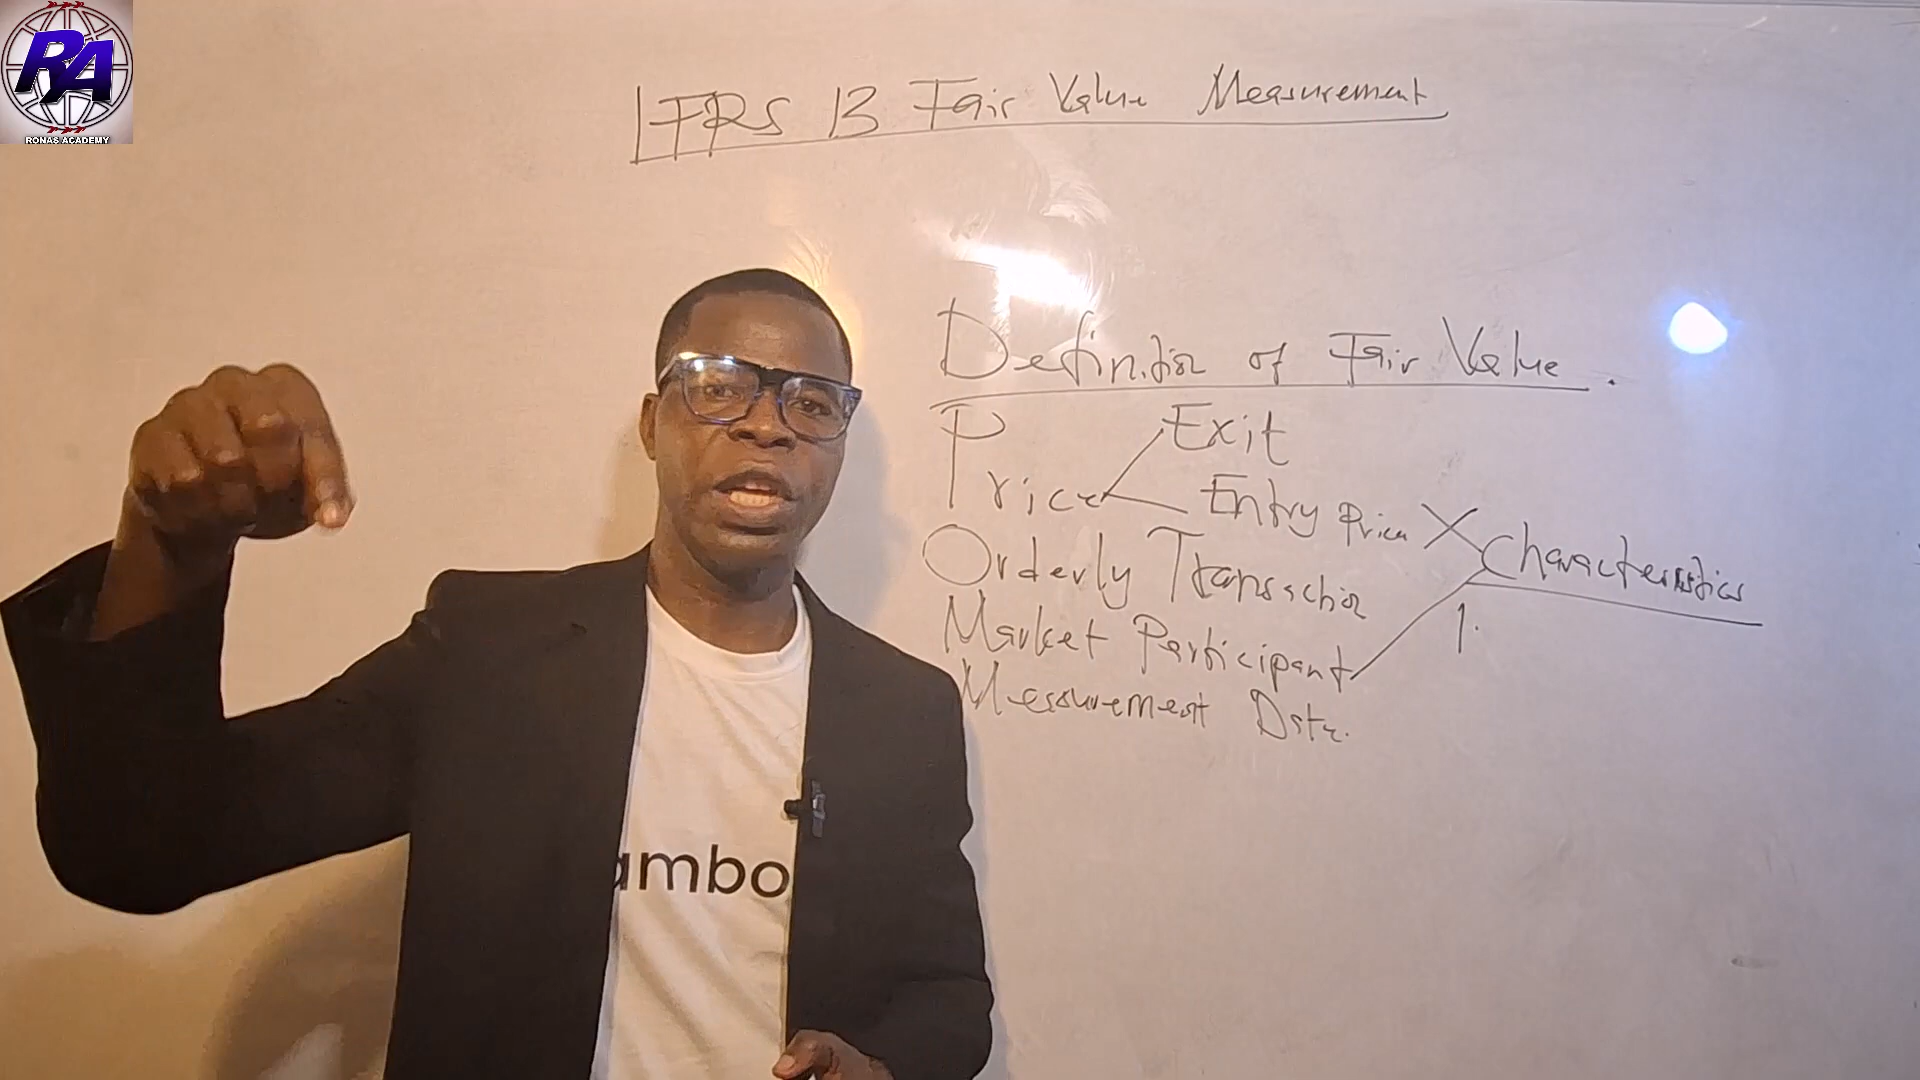 RA
RONAS ACADEMY
IFRS 13 Fair Value Measurement
Definition of Fair Value.
Exit
Price
Entry Price X
Characteristics
Orderly Transaction
1.
Market Participant
Measurement Date.
ambo